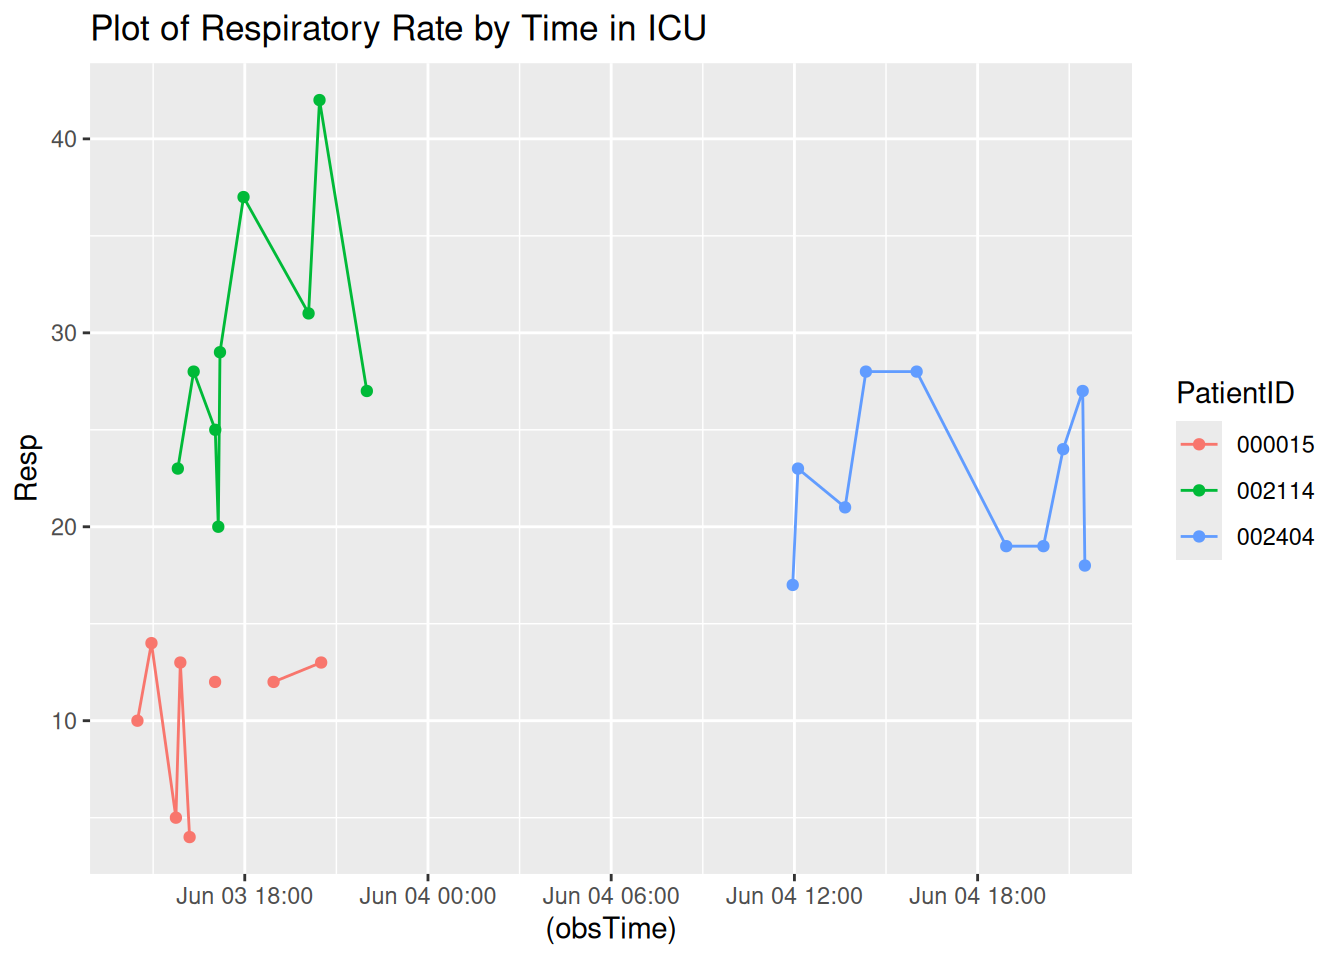 Plot of Respiratory Rate by Time in ICU
40
30
20
10
Resp
Jun 03 18:00 Jun 04 00:00 Jun 04 06:00 Jun 04 12:00 Jun 04 18:00
(obsTime)
PatientID
000015
002114
002404